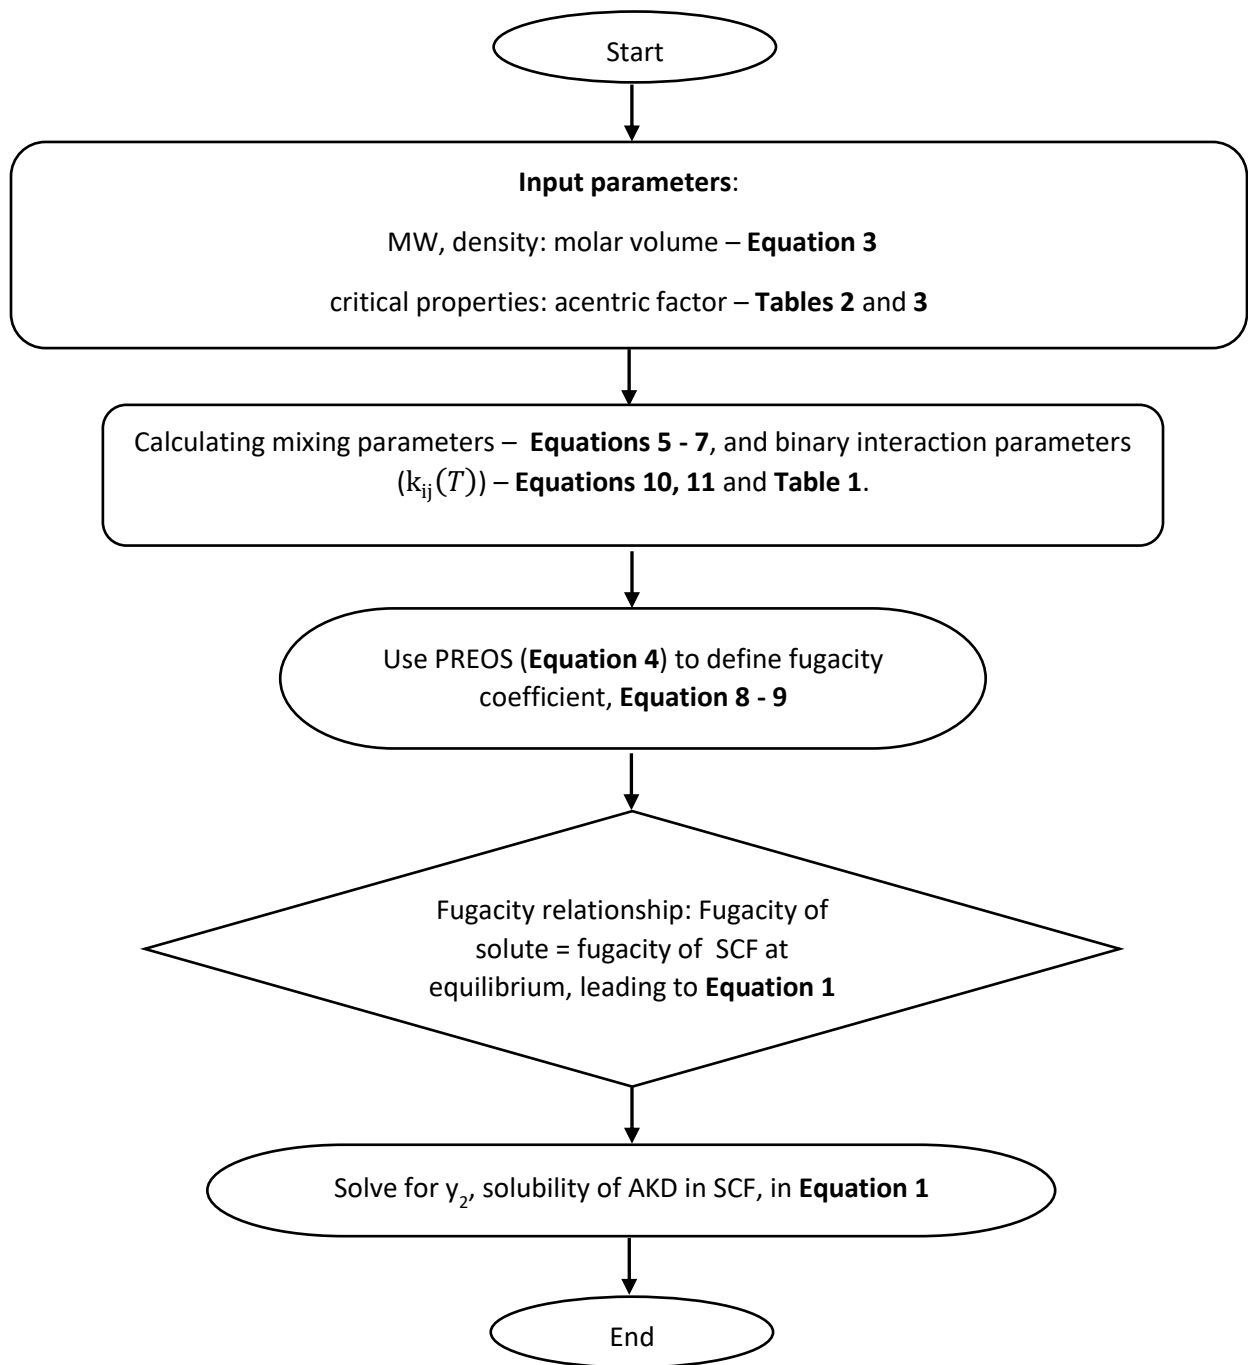 Start
Input parameters:
MW, density: molar volume – Equation 3
critical properties: acentric factor – Tables 2 and 3
Calculating mixing parameters – Equations 5 - 7, and binary interaction parameters
(k_ij(T)) – Equations 10, 11 and Table 1.
Use PREOS (Equation 4) to define fugacity
coefficient, Equation 8 - 9
Fugacity relationship: Fugacity of
solute = fugacity of SCF at
equilibrium, leading to Equation 1
Solve for y_2, solubility of AKD in SCF, in Equation 1
End